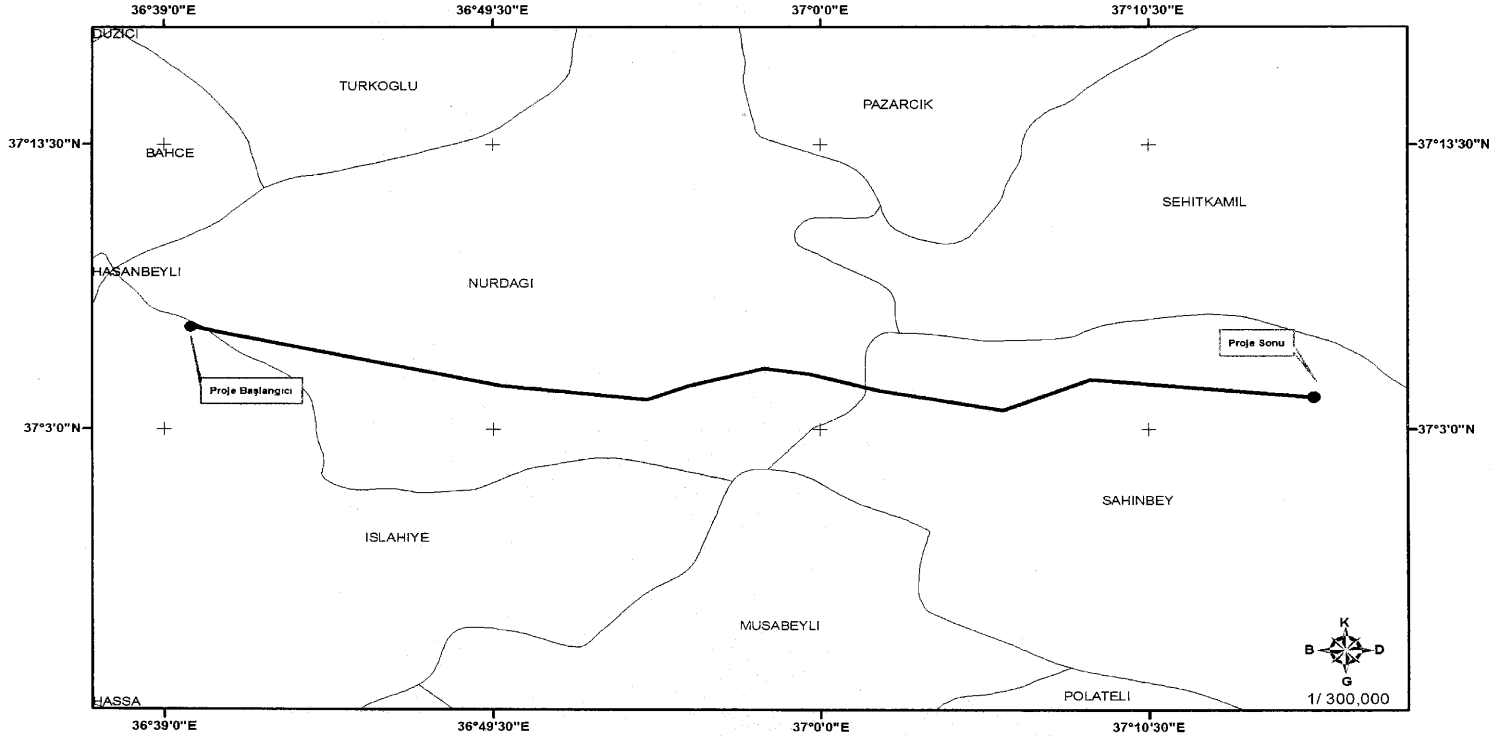 36°39'0"E
36°49'30"E
37°0'0"E
37°10'30"E
DUZICI
TURKOGLU
PAZARCIK
37°13'30"N
37°13'30"N
BAHCE
SEHITKAMIL
HASANBEYLI
NURDAGI
Proje Sonu
Proje Başlangıcı
37°3'0"N
37°3'0"N
SAHINBEY
ISLAHIYE
MUSABEYLI
K
B
D
G
HASSA
POLATELI
1/ 300,000
36°39'0"E
36°49'30"E
37°0'0"E
37°10'30"E